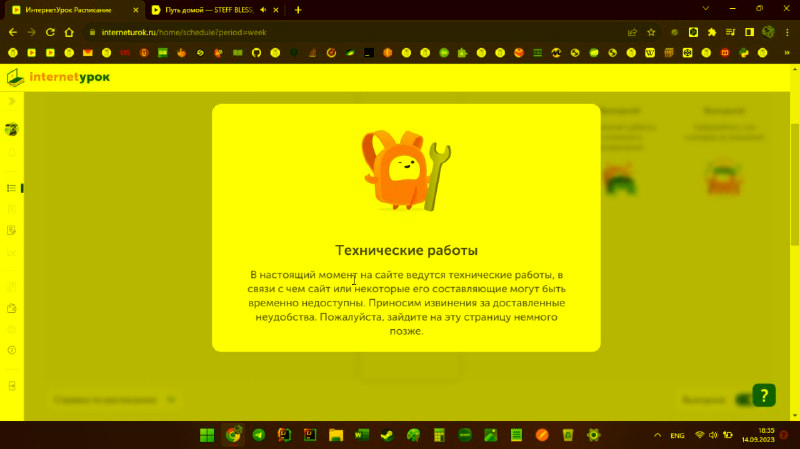 ИнтернетУрок Расписание
Путь домой — STEFF BLESS,
interneturok.ru/home/schedule?period=week
internetурок
Технические работы
В настоящий момент на сайте ведутся технические работы, в
связи с чем сайт или некоторые его составляющие могут быть
временно недоступны. Приносим извинения за доставленные
неудобства. Пожалуйста, зайдите на эту страницу немного
позже.
?
ENG
18:35
14.09.2023